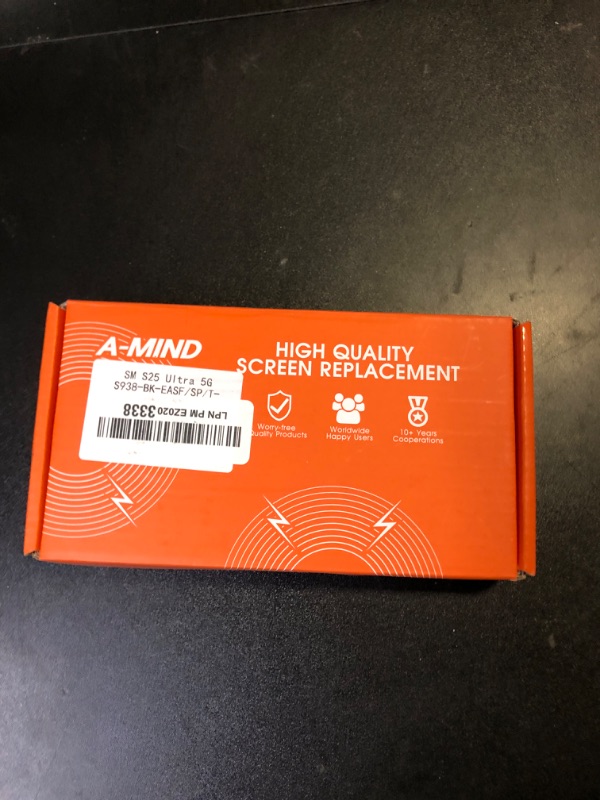 A-MIND
HIGH QUALITY
SCREEN REPLACEMENT
SM S25 Ultra 5G
S938-BK-EASF/SP/T-
LPN PM EZ020 3338
Worry-free
Quality Products
Worldwide
Happy Users
10+ Years
Cooperations